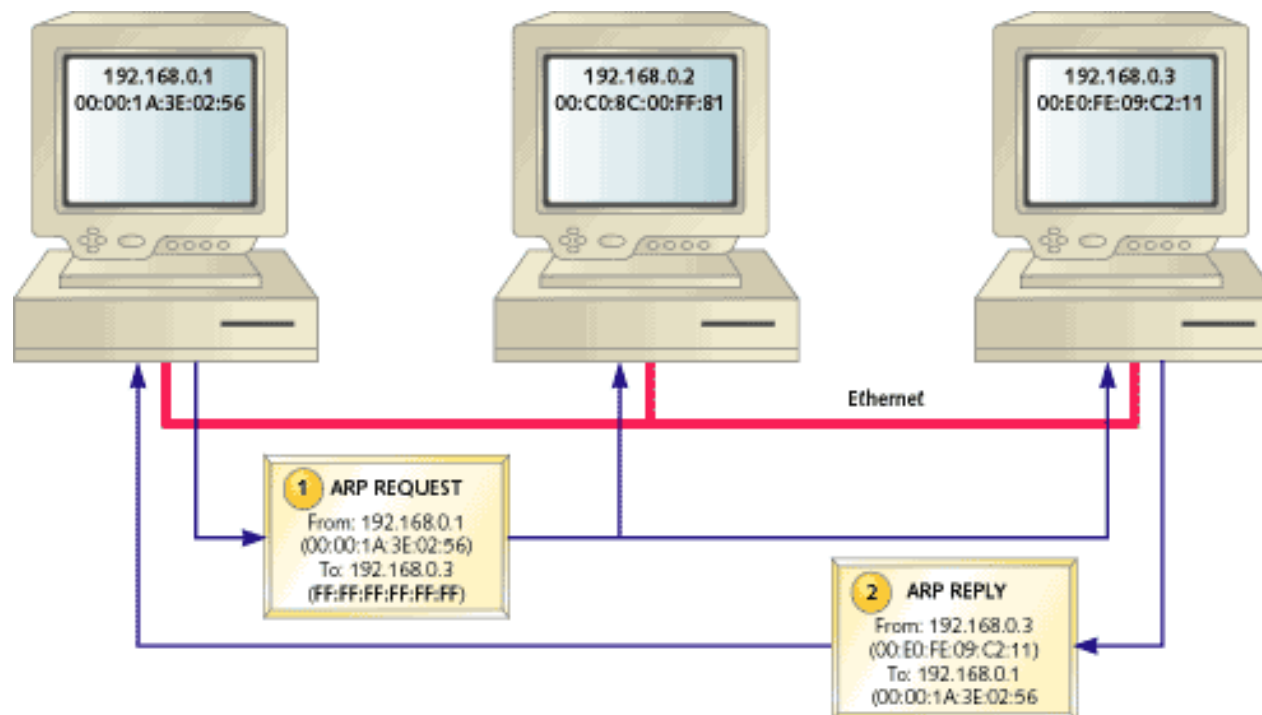 192.168.0.1
00:00:1A:3E:02:56
192.168.0.2
00:C0:8C:00:FF:81
192.168.0.3
00:E0:FE:09:C2:11
Ethernet
1 ARP REQUEST
From: 192.168.0.1
(00:00:1A:3E:02:56)
To: 192.168.0.3
(FF:FF:FF:FF:FF:FF)
2 ARP REPLY
From: 192.168.0.3
(00:E0:FE:09:C2:11)
To: 192.168.0.1
(00:00:1A:3E:02:56